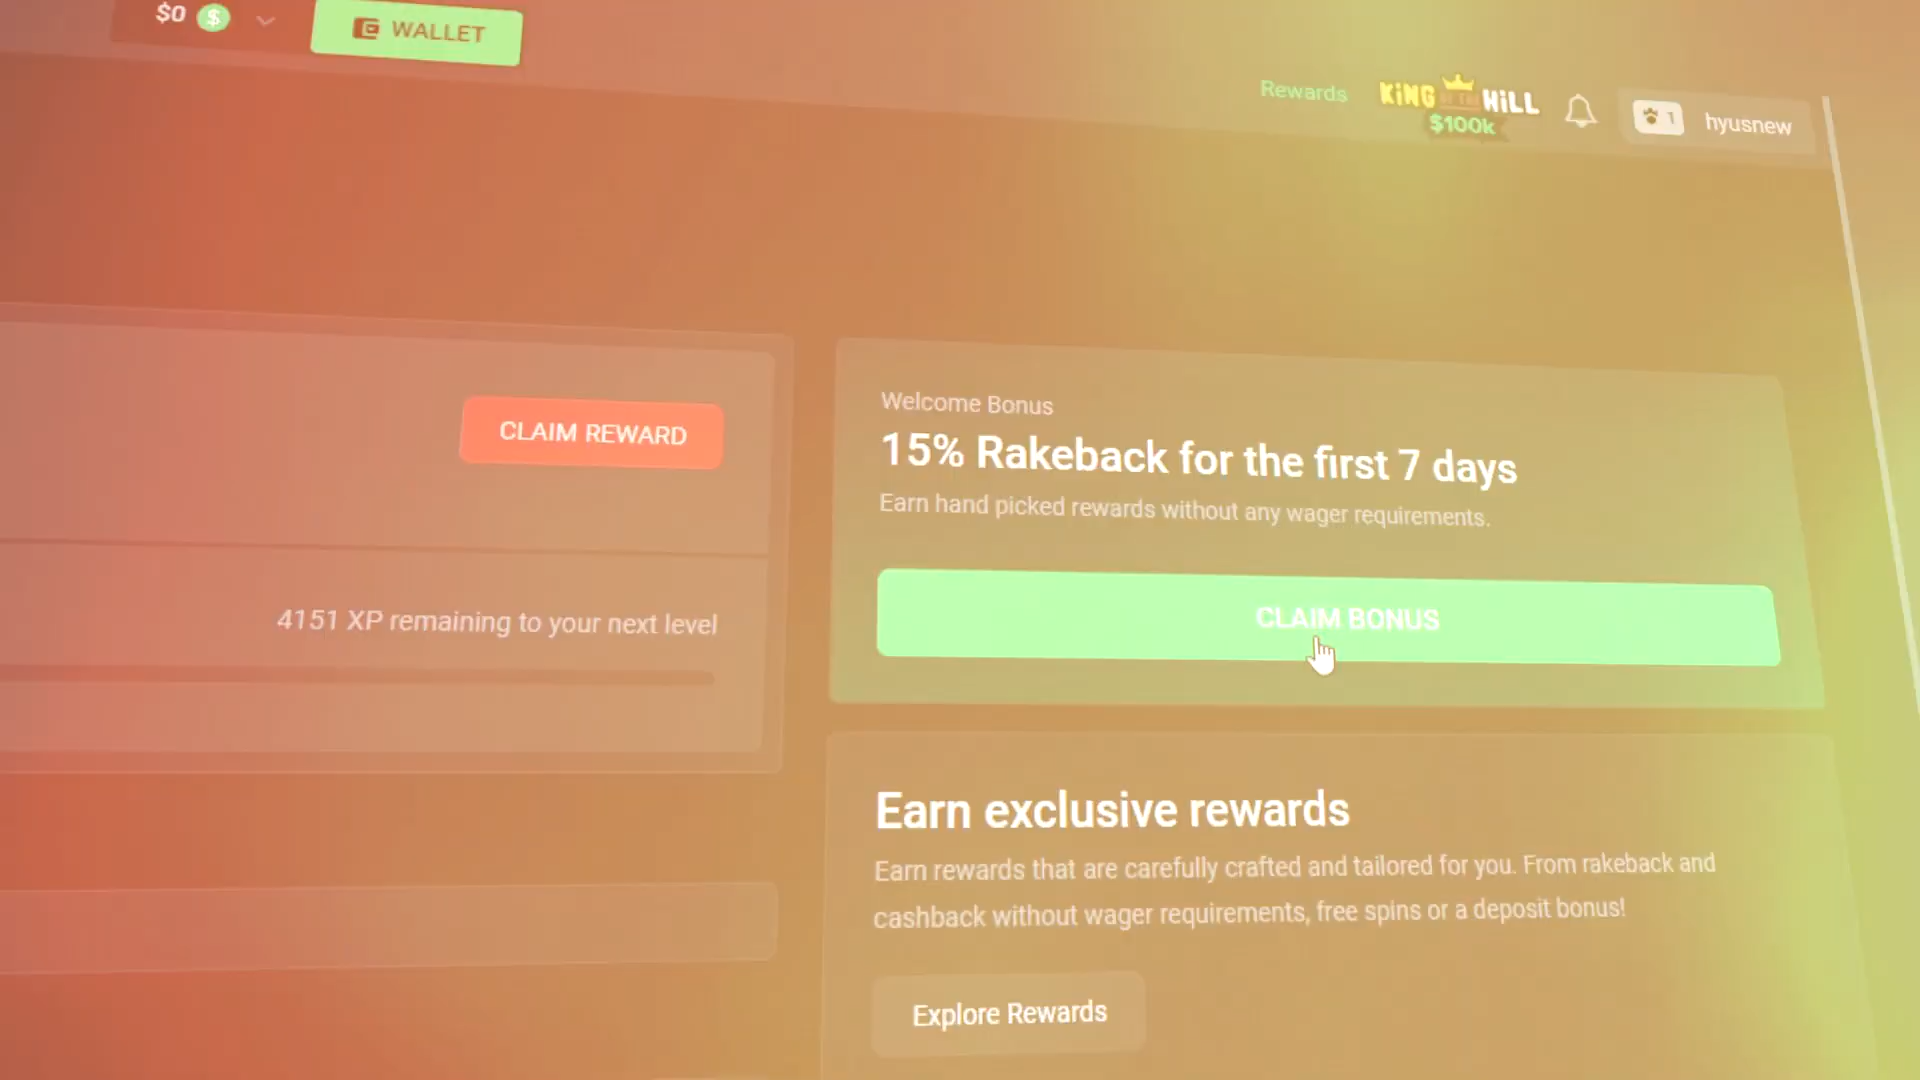 $0
WALLET
Rewards
KING OF THE HILL
$100k
1
hyusnew
CLAIM REWARD
4151 XP remaining to your next level
Welcome Bonus
15% Rakeback for the first 7 days
Earn hand picked rewards without any wager requirements.
CLAIM BONUS
Earn exclusive rewards
Earn rewards that are carefully crafted and tailored for you. From rakeback and
cashback without wager requirements, free spins or a deposit bonus!
Explore Rewards